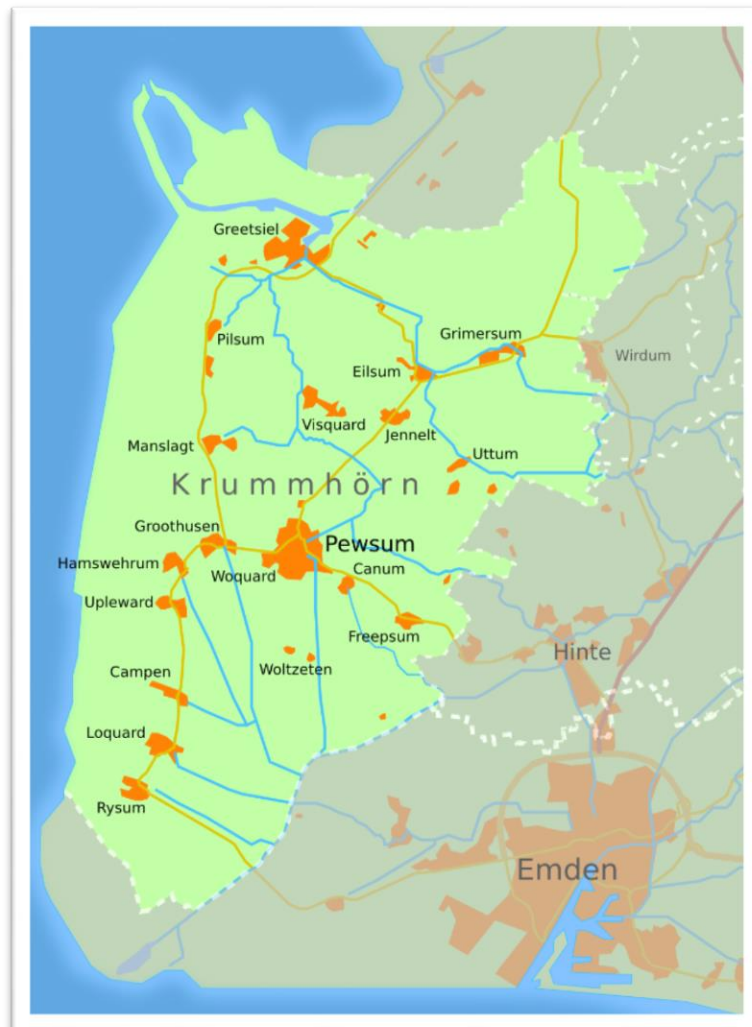 Greetsiel
Pilsum
Grimersum
Wirdum
Eilsum
Visquard
Jennelt
Manslagt
Uttum
Krummhörn
Groothusen
Pewsum
Hamswehrum
Woquard
Canum
Upleward
Freepsum
Hinte
Campen
Woltzeten
Loquard
Rysum
Emden